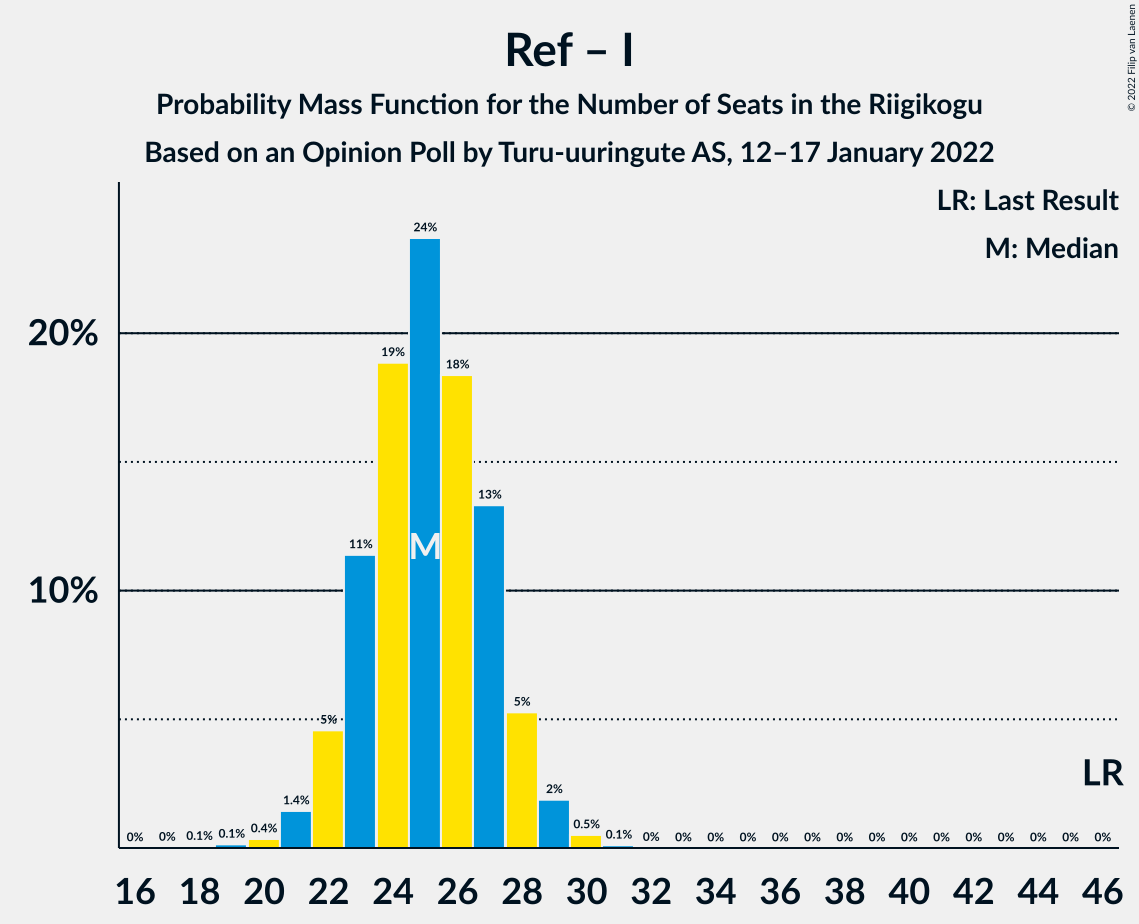 Ref – I
Probability Mass Function for the Number of Seats in the Riigikogu
Based on an Opinion Poll by Turu-uuringute AS, 12–17 January 2022
© 2022 Filip van Laenen
LR: Last Result
M: Median
20%
10%
0% 0% 0.1% 0.1% 0.4% 1.4% 5% 11% 19% 24% 18% 13% 5% 2% 0.5% 0.1% 0% 0% 0% 0% 0% 0% 0% 0% 0% 0% 0% 0% 0% 0% 0%
M
LR
16 18 20 22 24 26 28 30 32 34 36 38 40 42 44 46